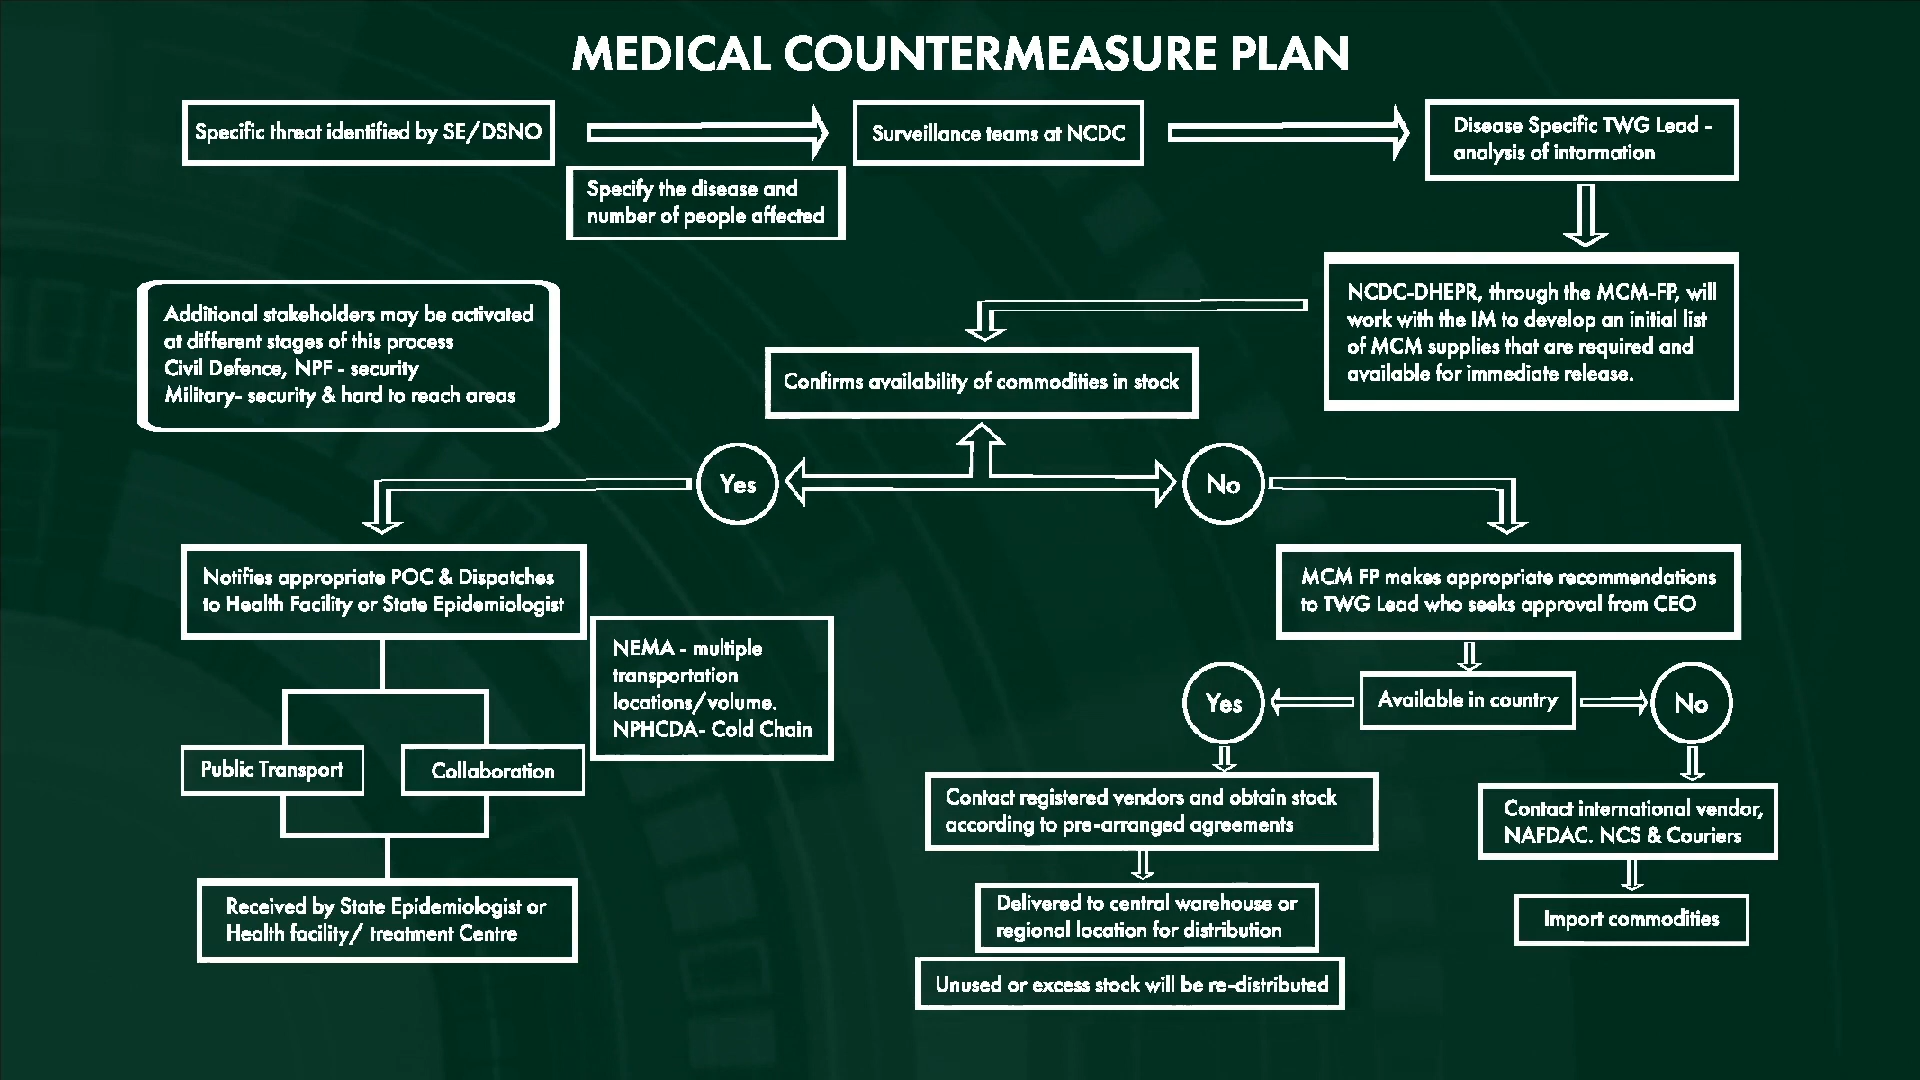 MEDICAL COUNTERMEASURE PLAN
Specific threat identified by SE/DSNO
Surveillance teams at NCDC
Disease Specific TWG Lead -
analysis of information
Specify the disease and
number of people affected
NCDC-DHEPR, through the MCM-FP, will
work with the IM to develop an initial list
of MCM supplies that are required and
available for immediate release.
Additional stakeholders may be activated
at different stages of this process
Civil Defence, NPF - security
Military- security & hard to reach areas
Confirms availability of commodities in stock
Yes
No
Notifies appropriate POC & Dispatches
to Health Facility or State Epidemiologist
MCM FP makes appropriate recommendations
to TWG Lead who seeks approval from CEO
NEMA - multiple
transportation
locations/volume.
NPHCDA- Cold Chain
Yes
Available in country
No
Public Transport
Collaboration
Contact registered vendors and obtain stock
according to pre-arranged agreements
Contact international vendor,
NAFDAC. NCS & Couriers
Received by State Epidemiologist or
Health facility/ treatment Centre
Delivered to central warehouse or
regional location for distribution
Import commodities
Unused or excess stock will be re-distributed